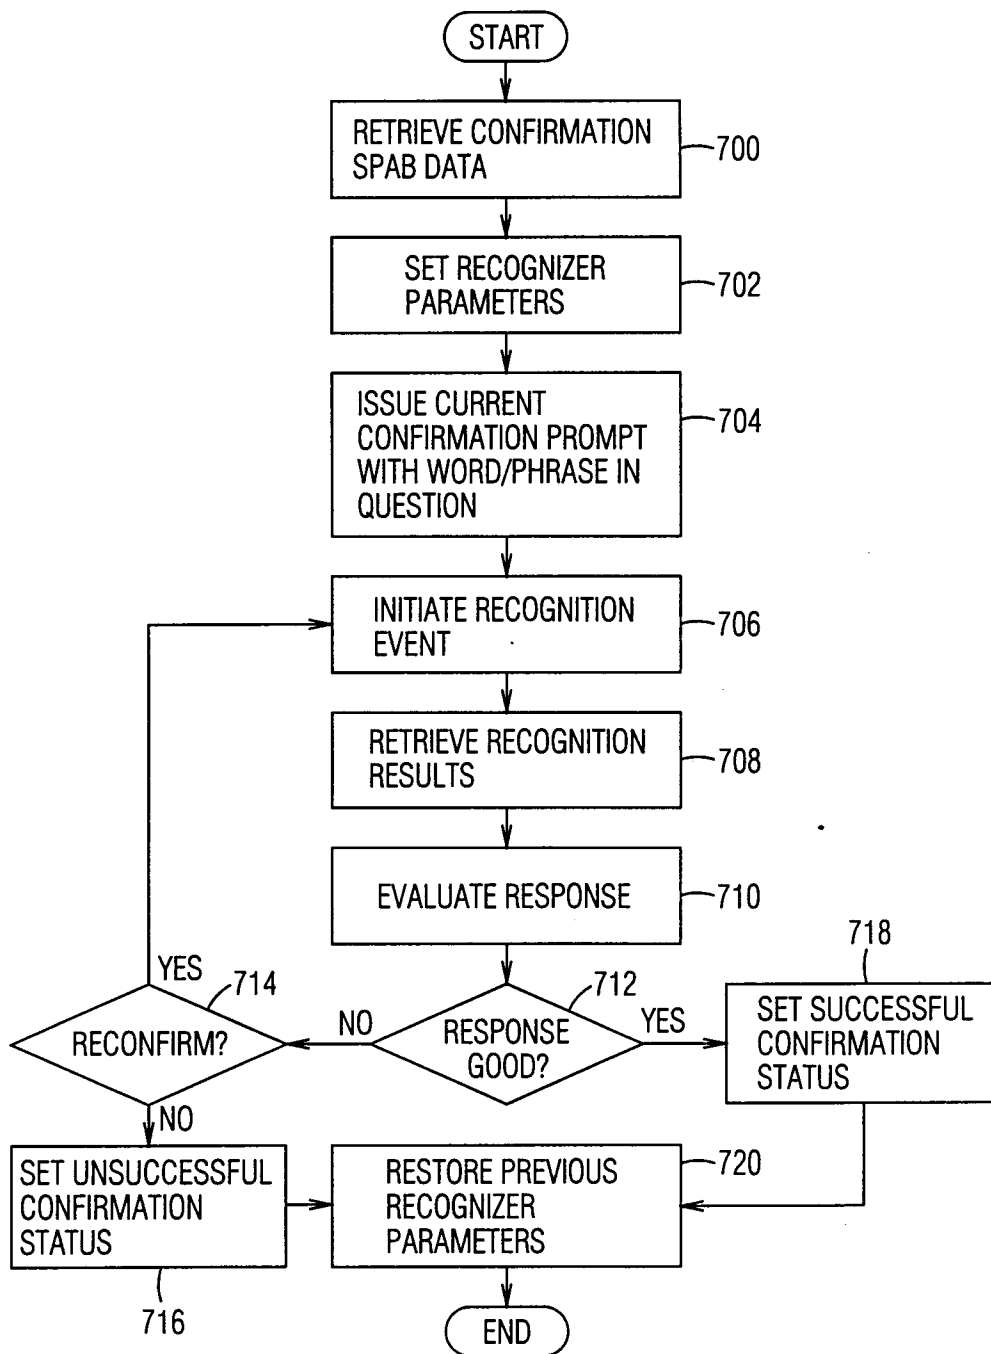 START
RETRIEVE CONFIRMATION
SPAB DATA
700
SET RECOGNIZER
PARAMETERS
702
ISSUE CURRENT
CONFIRMATION PROMPT
WITH WORD/PHRASE IN
QUESTION
704
INITIATE RECOGNITION
EVENT
706
RETRIEVE RECOGNITION
RESULTS
708
EVALUATE RESPONSE
710
RESPONSE
GOOD?
712
NO
YES
RECONFIRM?
714
YES
NO
SET SUCCESSFUL
CONFIRMATION
STATUS
718
SET UNSUCCESSFUL
CONFIRMATION
STATUS
716
RESTORE PREVIOUS
RECOGNIZER
PARAMETERS
720
END